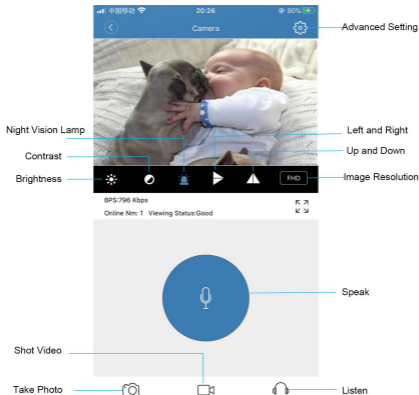 中国移动 20:26 80%
Camera
Advanced Setting
Night Vision Lamp
Contrast
Brightness
Left and Right
Up and Down
Image Resolution
FHD
BPS:796 Kbps
Online Nm: 1 Viewing Status:Good
Speak
Shot Video
Take Photo
Listen